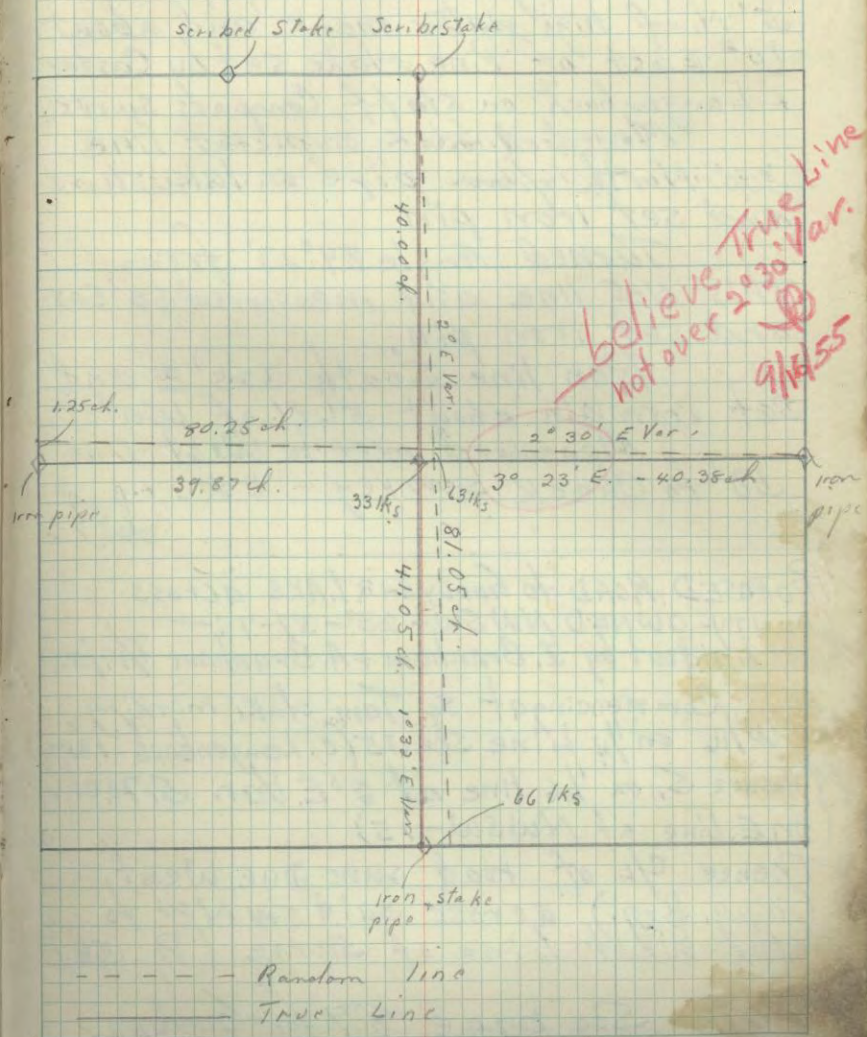 Scribed Stake Scribe Stake
40.00 ch.
2° E Var.
believe True Line
not over 2° 30' Var.
9/16/55
1.25 ch.
80.25 ch.
2° 30' E Var.
39.87 ch.
33 lks
63 lks
3° 23' E. - 40.38 ch
iron pipe
iron
pipe
81.05 ch.
41.05 ch. 1° 32' E Var.
66 lks
iron stake
pipe
Random line
True Line